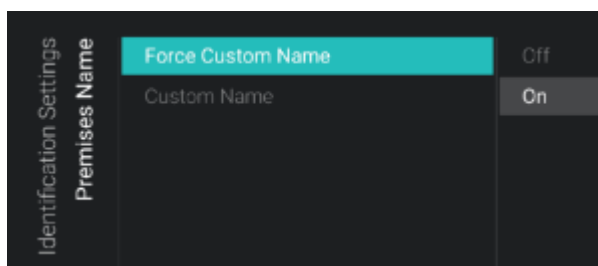 Identification Settings
Premises Name
Force Custom Name
Custom Name
Off
On